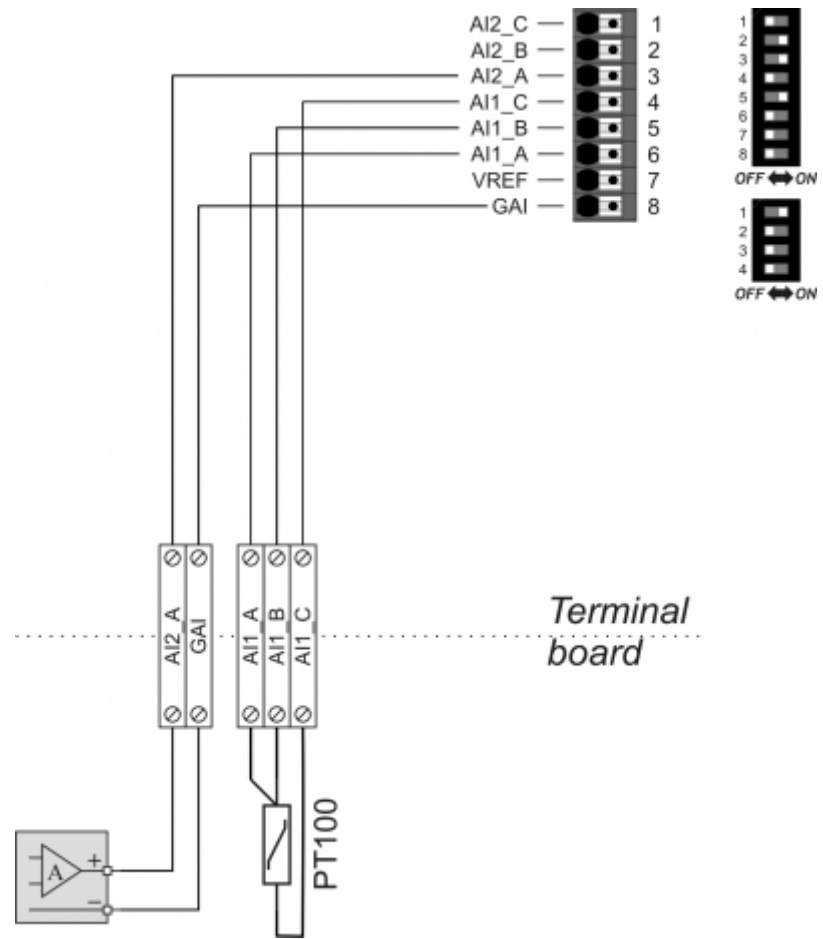 AI2_C 1
AI2_B 2
AI2_A 3
AI1_C 4
AI1_B 5
AI1_A 6
VREF 7
GAI 8
1
2
3
4
5
6
7
8
OFF ON
1
2
3
4
OFF ON
AI2_A
GAI
AI1_A
AI1_B
AI1_C
Terminal
board
PT100
A
+
−